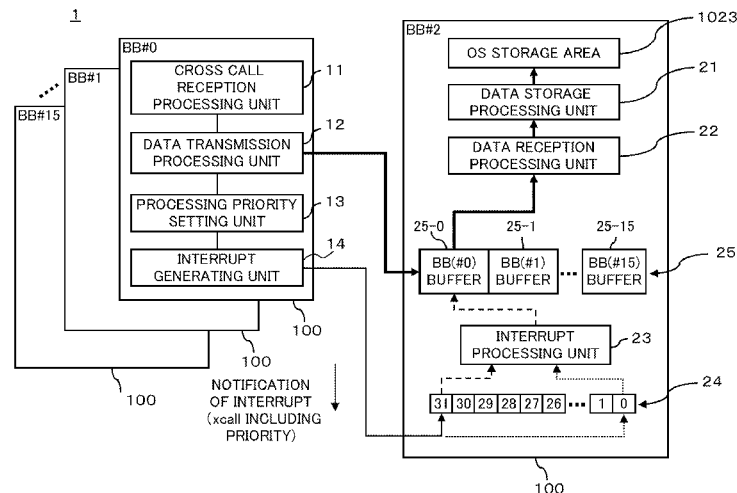 1
BB#0
BB#1
BB#15
CROSS CALL
RECEPTION
PROCESSING UNIT
11
DATA TRANSMISSION
PROCESSING UNIT
12
PROCESSING PRIORITY
SETTING UNIT
13
INTERRUPT
GENERATING UNIT
14
100
100
100
NOTIFICATION
OF INTERRUPT
(xcall INCLUDING
PRIORITY)
BB#2
OS STORAGE AREA
1023
DATA STORAGE
PROCESSING UNIT
21
DATA RECEPTION
PROCESSING UNIT
22
25-0
25-1
25-15
BB(#0)
BUFFER
BB(#1)
BUFFER
BB(#15)
BUFFER
25
INTERRUPT
PROCESSING UNIT
23
31 30 29 28 27 26 ••• 1 0
24
100